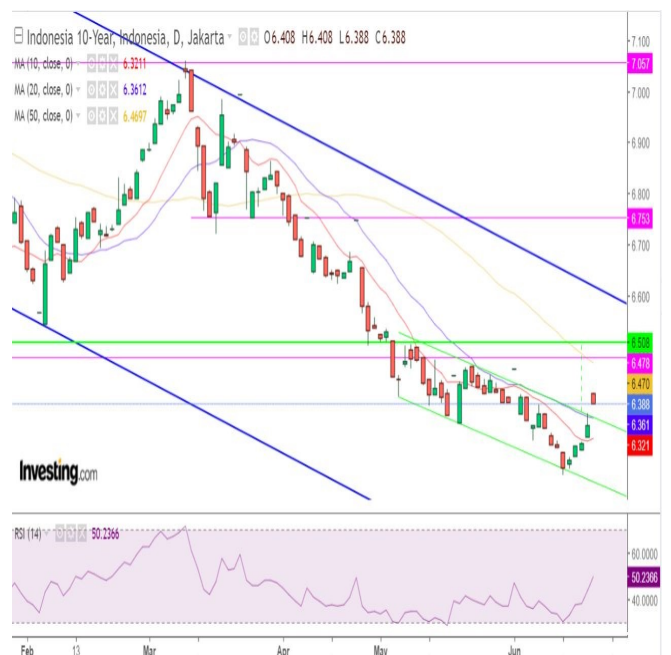 Indonesia 10-Year, Indonesia, D, Jakarta O6.408 H6.408 L6.388 C6.388
MA (10, close, 0) 6.3211
MA (20, close, 0) 6.3612
MA (50, close, 0) 6.4697
7.100
7.057
7.000
6.900
6.800
6.753
6.700
6.600
6.508
6.478
6.470
6.388
6.361
6.321
Investing.com
RSI (14) 50.2366
60.0000
50.2366
40.0000
Feb 13 Mar Apr May Jun